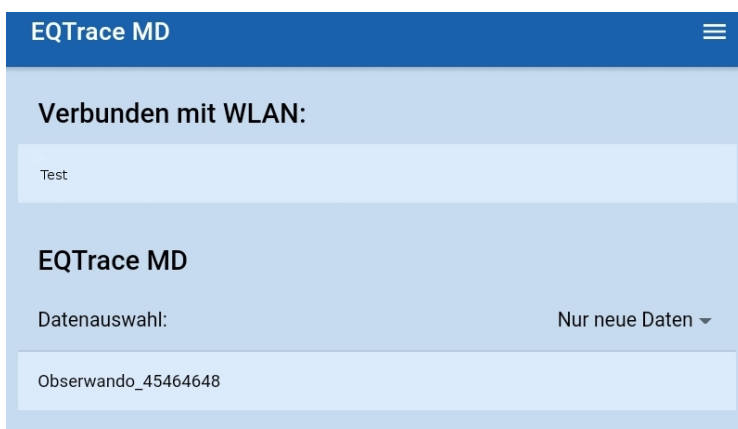 EQTrace MD
Verbunden mit WLAN:
Test
EQTrace MD
Datenauswahl: Nur neue Daten
Obserwando_45464648